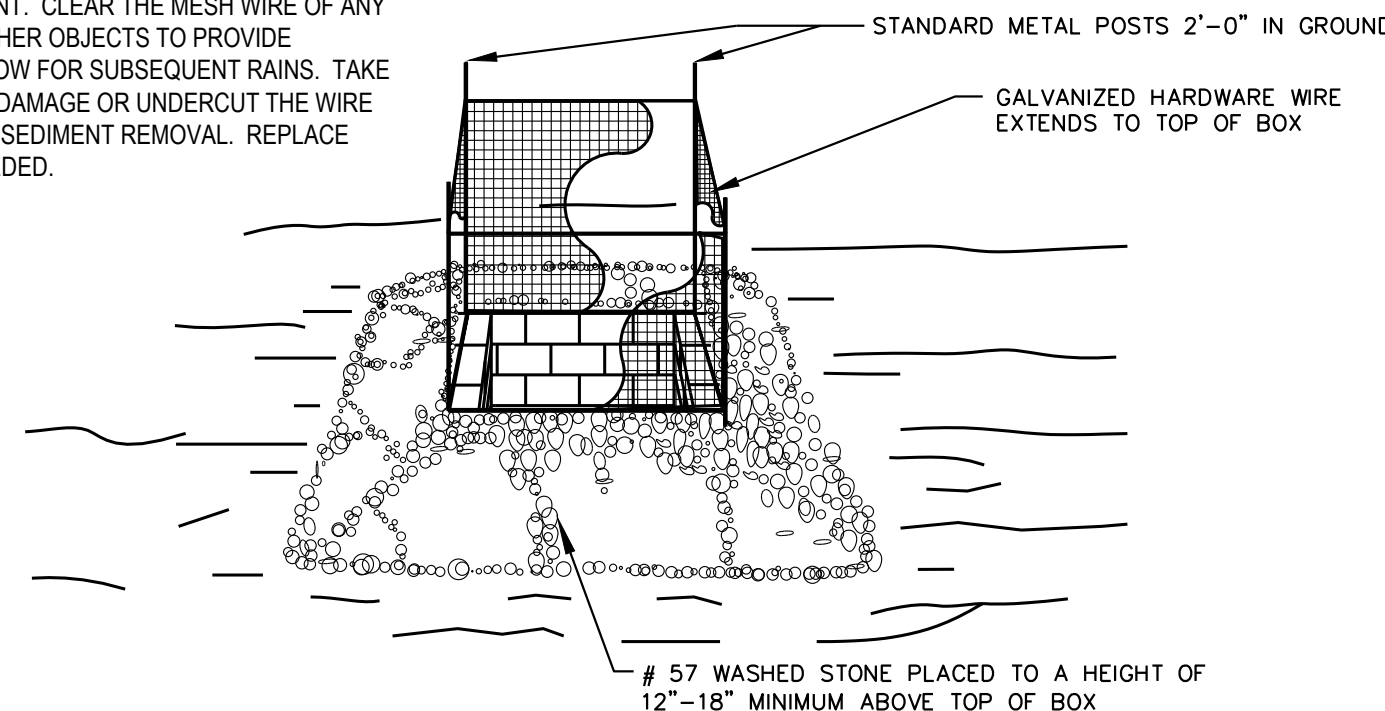 NT. CLEAR THE MESH WIRE OF ANY
HER OBJECTS TO PROVIDE
OW FOR SUBSEQUENT RAINS. TAKE
DAMAGE OR UNDERCUT THE WIRE
SEDIMENT REMOVAL. REPLACE
DED.
STANDARD METAL POSTS 2'-0" IN GROUND
GALVANIZED HARDWARE WIRE
EXTENDS TO TOP OF BOX
# 57 WASHED STONE PLACED TO A HEIGHT OF
12"-18" MINIMUM ABOVE TOP OF BOX